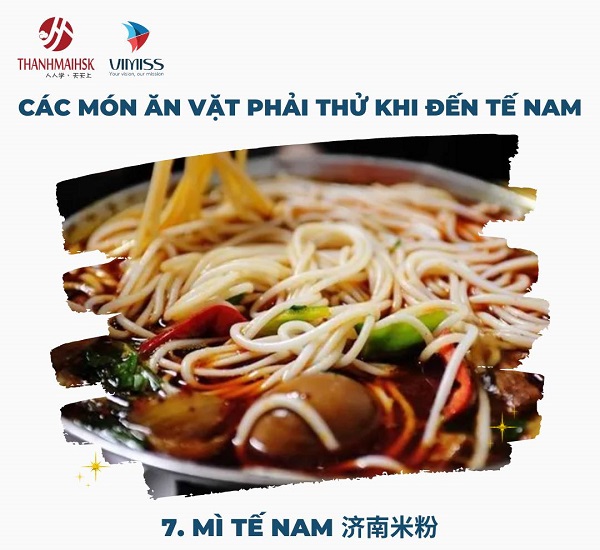 THANHMAIHSK
人人学 · 天天上
VIMISS
Your vision, our mission
CÁC MÓN ĂN VẶT PHẢI THỬ KHI ĐẾN TẾ NAM
7. MÌ TẾ NAM 济南米粉